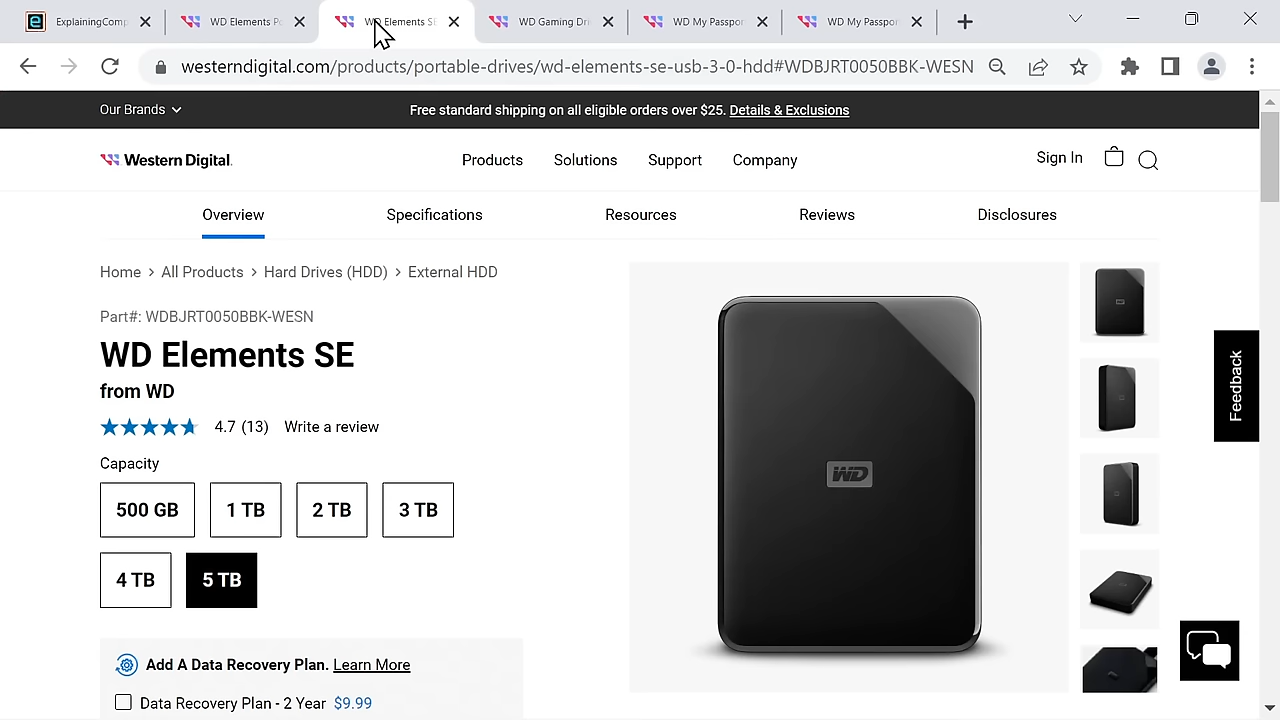 ExplainingComp
WD Elements Po
WD Elements SE
WD Gaming Dri
WD My Passpor
WD My Passpor
westerndigital.com/products/portable-drives/wd-elements-se-usb-3-0-hdd#WDBJRT0050BBK-WESN
Our Brands
Free standard shipping on all eligible orders over $25. Details & Exclusions
Western Digital.
Products
Solutions
Support
Company
Sign In
Overview
Specifications
Resources
Reviews
Disclosures
Home > All Products > Hard Drives (HDD) > External HDD
Part#: WDBJRT0050BBK-WESN
WD Elements SE
from WD
4.7 (13) Write a review
Capacity
500 GB
1 TB
2 TB
3 TB
4 TB
5 TB
Add A Data Recovery Plan. Learn More
Data Recovery Plan - 2 Year $9.99
WD
Feedback